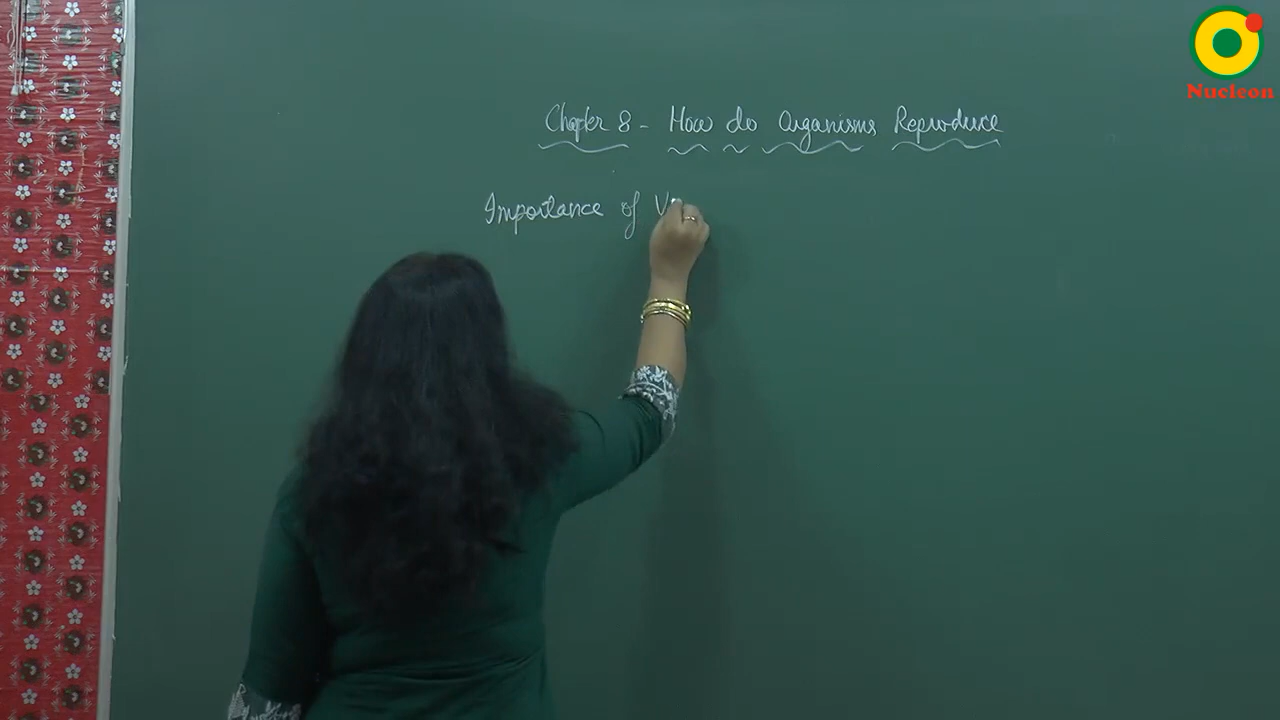 Nucleon
Chapter 8 - How do Organisms Reproduce
Importance of V